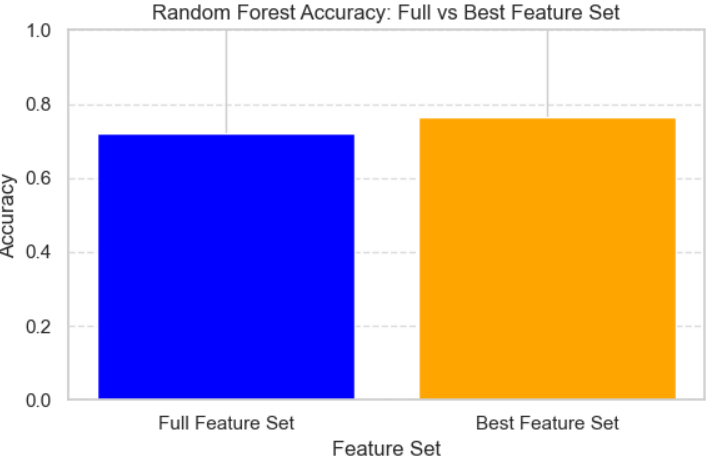 Random Forest Accuracy: Full vs Best Feature Set
1.0
0.8
0.6
0.4
0.2
0.0
Accuracy
Full Feature Set Best Feature Set
Feature Set